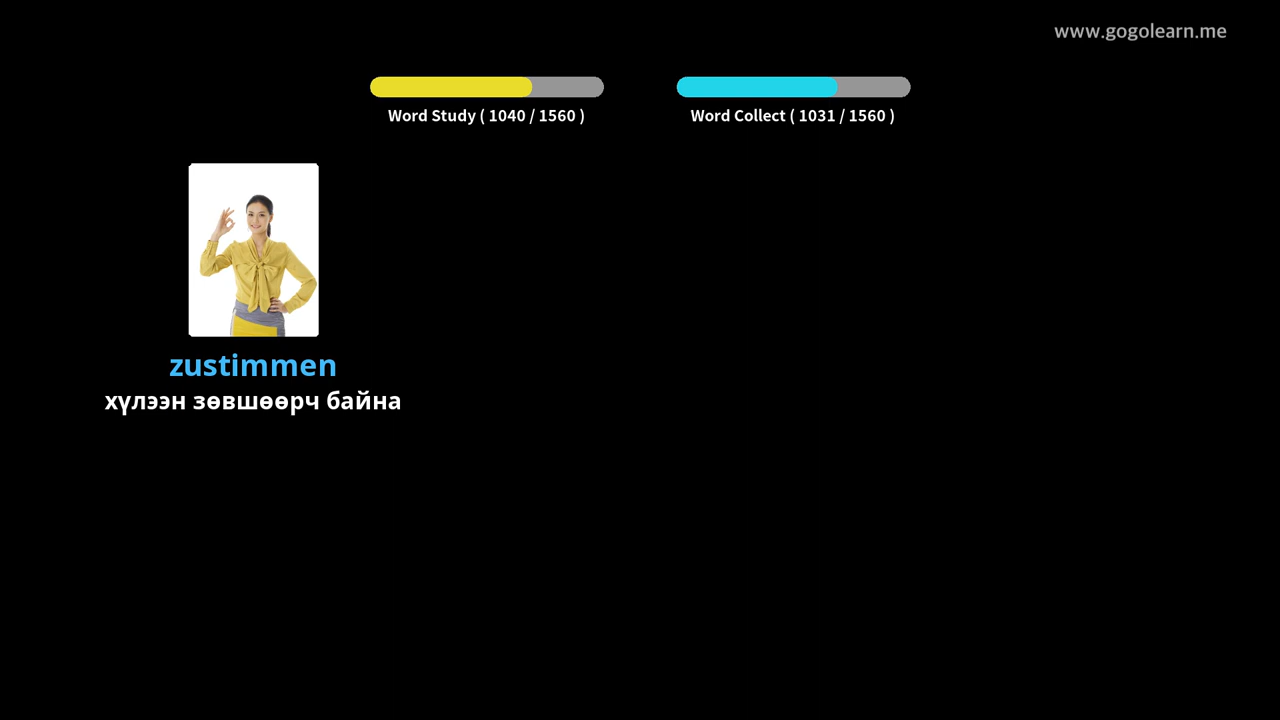 www.gogolearn.me
Word Study ( 1040 / 1560 )
Word Collect ( 1031 / 1560 )
zustimmen
хүлээн зөвшөөрч байна